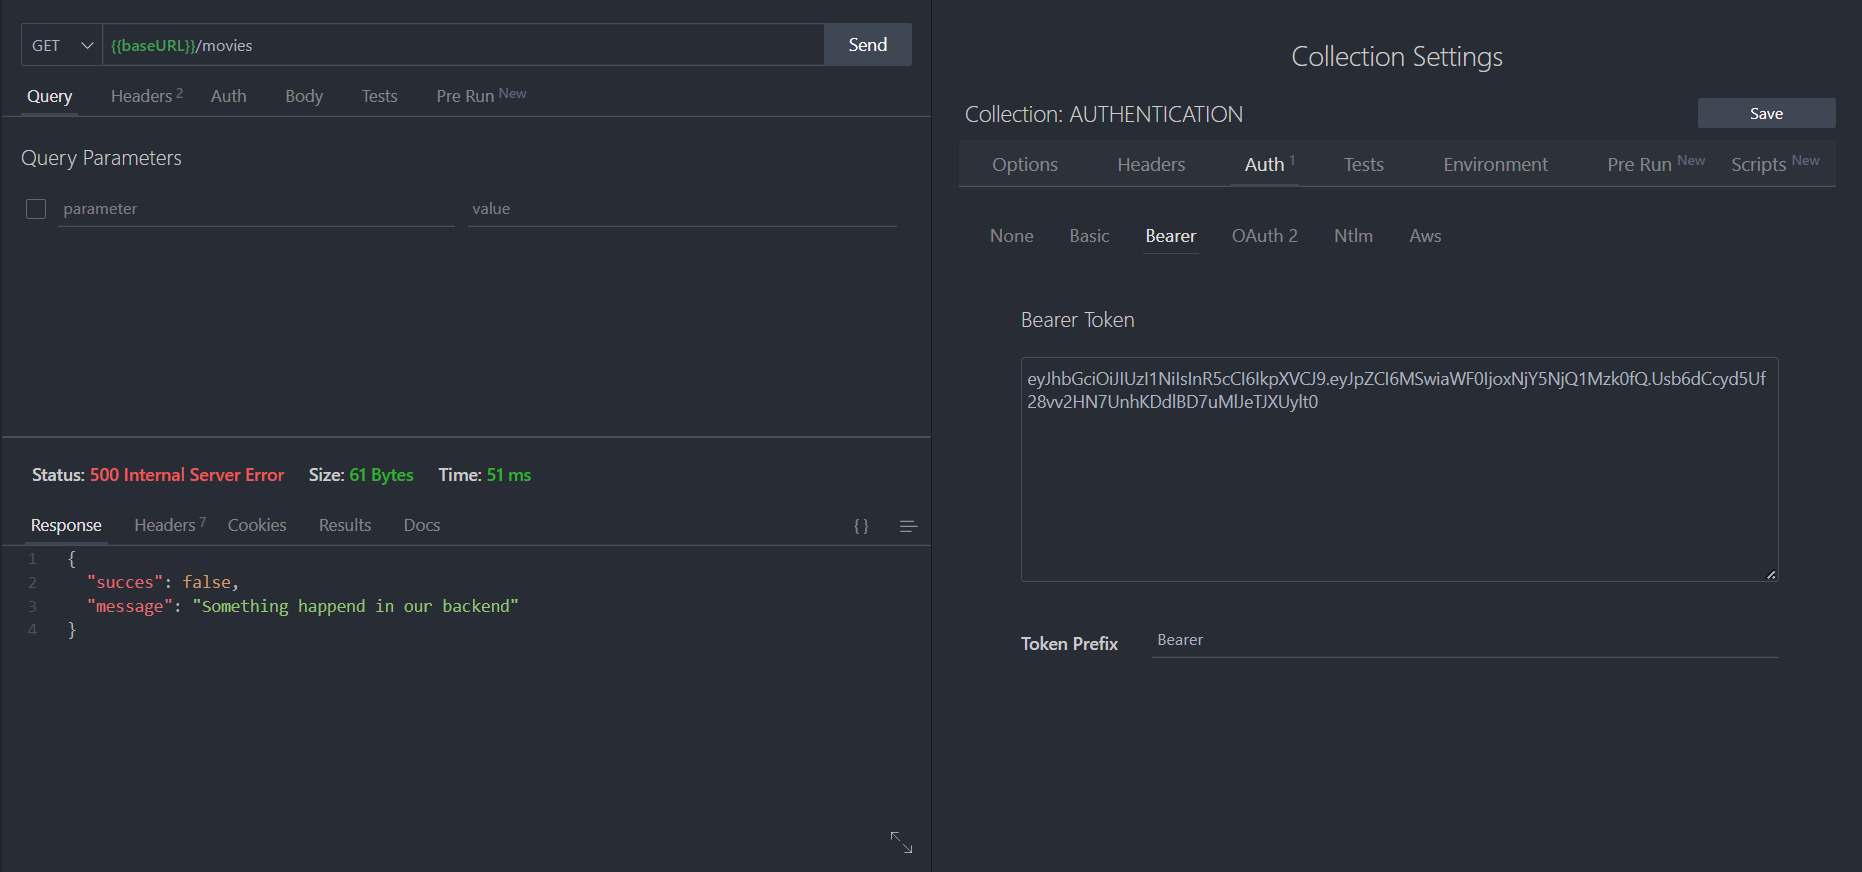 GET
{{baseURL}}/movies
Send
Query Headers 2 Auth Body Tests Pre Run New
Query Parameters
parameter value
Status: 500 Internal Server Error Size: 61 Bytes Time: 51 ms
Response Headers 7 Cookies Results Docs {}
1 {
2 "succes": false,
3 "message": "Something happend in our backend"
4 }
Collection Settings
Collection: AUTHENTICATION
Save
Options Headers Auth 1 Tests Environment Pre Run New Scripts New
None Basic Bearer OAuth 2 Ntlm Aws
Bearer Token
eyJhbGciOiJIUzI1NiIsInR5cCI6IkpXVCJ9.eyJpZCI6MSwiaWF0IjoxNjY5NjQ1Mzk0fQ.Usb6dCcyd5Uf
28vv2HN7UnhKDdlBD7uMlJeTJXUylt0
Token Prefix Bearer